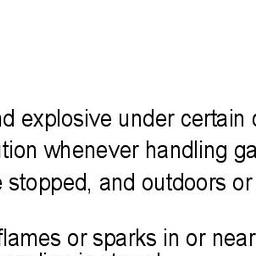 nd explosive under certain
tion whenever handling ga
stopped, and outdoors or
flames or sparks in or near